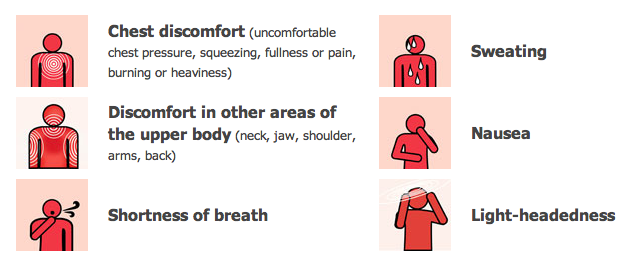 Chest discomfort (uncomfortable
chest pressure, squeezing, fullness or pain,
burning or heaviness)
Discomfort in other areas of
the upper body (neck, jaw, shoulder,
arms, back)
Shortness of breath
Sweating
Nausea
Light-headedness